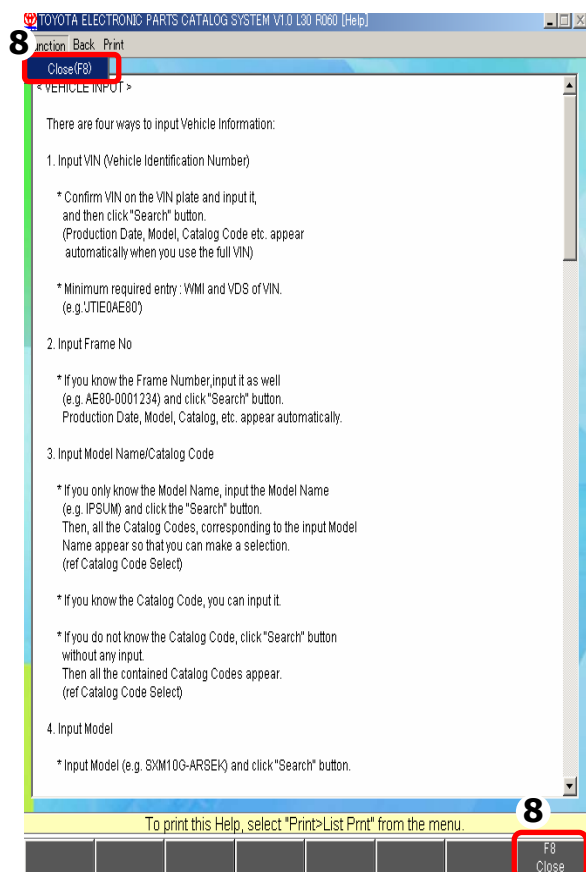 TOYOTA ELECTRONIC PARTS CATALOG SYSTEM V1.0 L30 R060 [Help]
8
unction Back Print
Close(F8)
< VEHICLE INPUT >
There are four ways to input Vehicle Information:
1. Input VIN (Vehicle Identification Number)
* Confirm VIN on the VIN plate and input it,
and then click "Search" button.
(Production Date, Model, Catalog Code etc. appear
automatically when you use the full VIN)
* Minimum required entry : WMI and VDS of VIN.
(e.g.'JTIE0AE80')
2. Input Frame No
* If you know the Frame Number,input it as well
(e.g. AE80-0001234) and click "Search" button.
Production Date, Model, Catalog, etc. appear automatically.
3. Input Model Name/Catalog Code
* If you only know the Model Name, input the Model Name
(e.g. IPSUM) and click the "Search" button.
Then, all the Catalog Codes, corresponding to the input Model
Name appear so that you can make a selection.
(ref Catalog Code Select)
* If you know the Catalog Code, you can input it.
* If you do not know the Catalog Code, click "Search" button
without any input.
Then all the contained Catalog Codes appear.
(ref Catalog Code Select)
4. Input Model
* Input Model (e.g. SXM10G-ARSEK) and click "Search" button.
8
To print this Help, select "Print>List Prnt" from the menu.
F8
Close